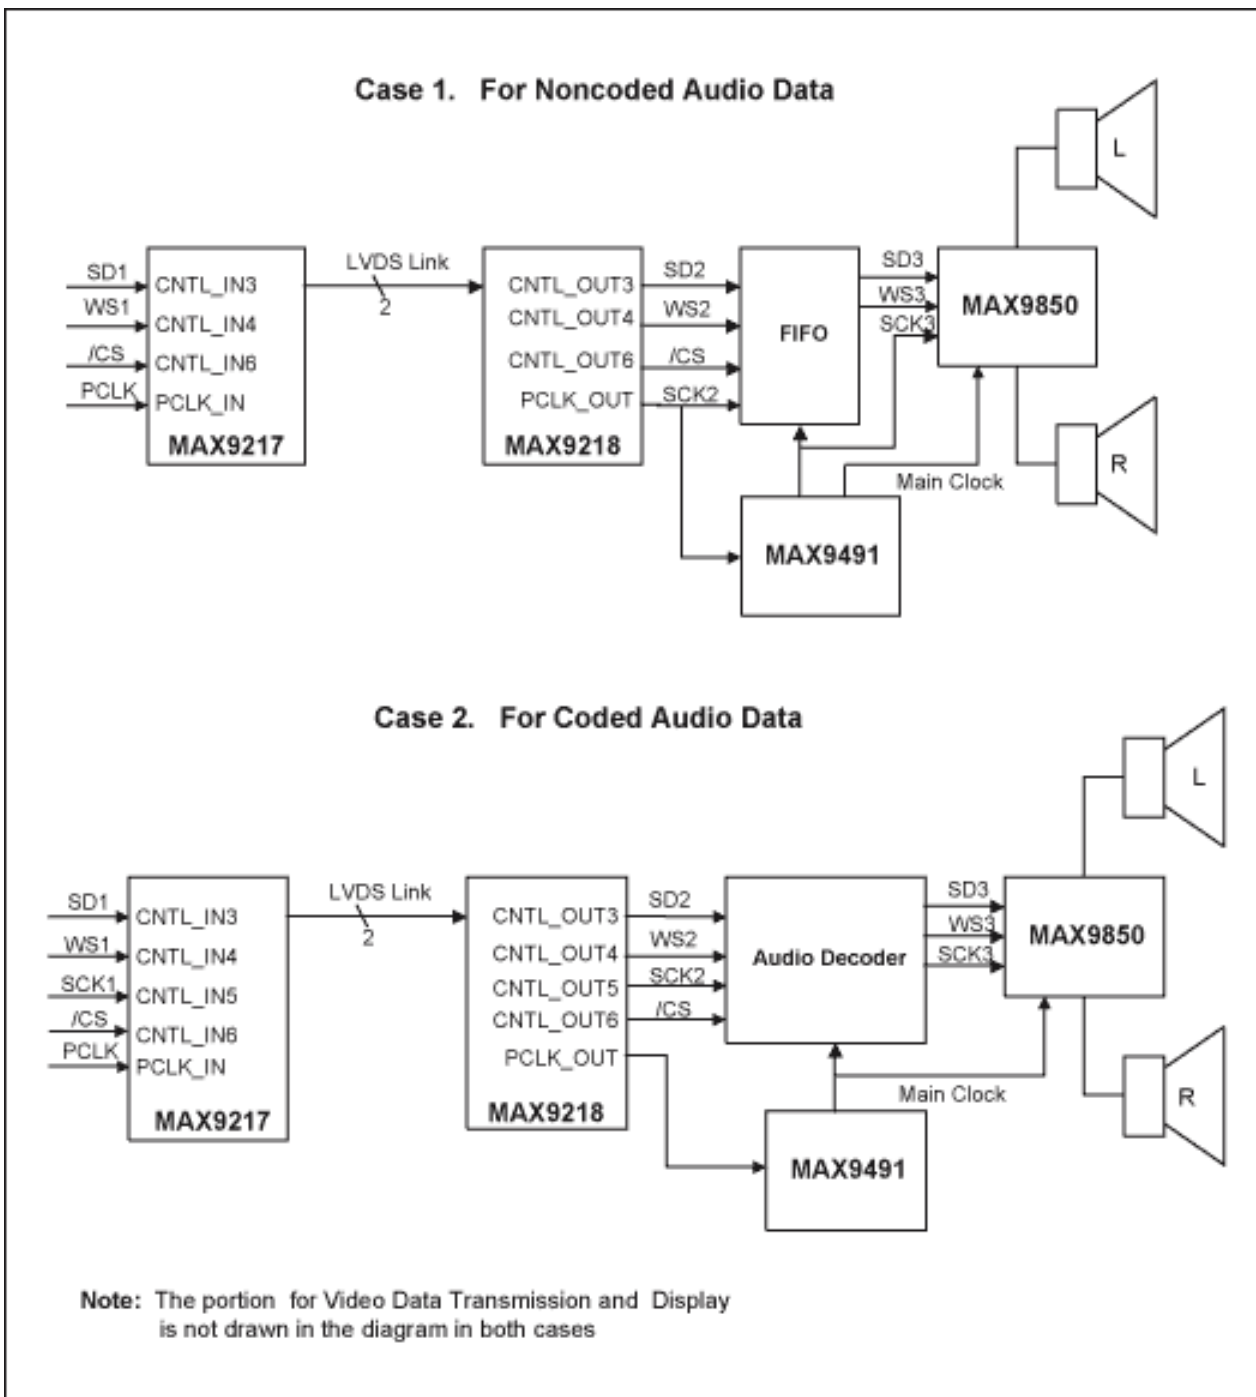 Case 1. For Noncoded Audio Data
L
SD1
WS1
/CS
PCLK
CNTL_IN3
CNTL_IN4
CNTL_IN6
PCLK_IN
MAX9217
LVDS Link
2
CNTL_OUT3
CNTL_OUT4
CNTL_OUT6
PCLK_OUT
MAX9218
SD2
WS2
/CS
SCK2
FIFO
SD3
WS3
SCK3
MAX9850
Main Clock
R
MAX9491
Case 2. For Coded Audio Data
L
SD1
WS1
SCK1
/CS
PCLK
CNTL_IN3
CNTL_IN4
CNTL_IN5
CNTL_IN6
PCLK_IN
MAX9217
LVDS Link
2
CNTL_OUT3
CNTL_OUT4
CNTL_OUT5
CNTL_OUT6
PCLK_OUT
MAX9218
SD2
WS2
SCK2
/CS
Audio Decoder
SD3
WS3
SCK3
MAX9850
Main Clock
R
MAX9491
Note: The portion for Video Data Transmission and Display
is not drawn in the diagram in both cases